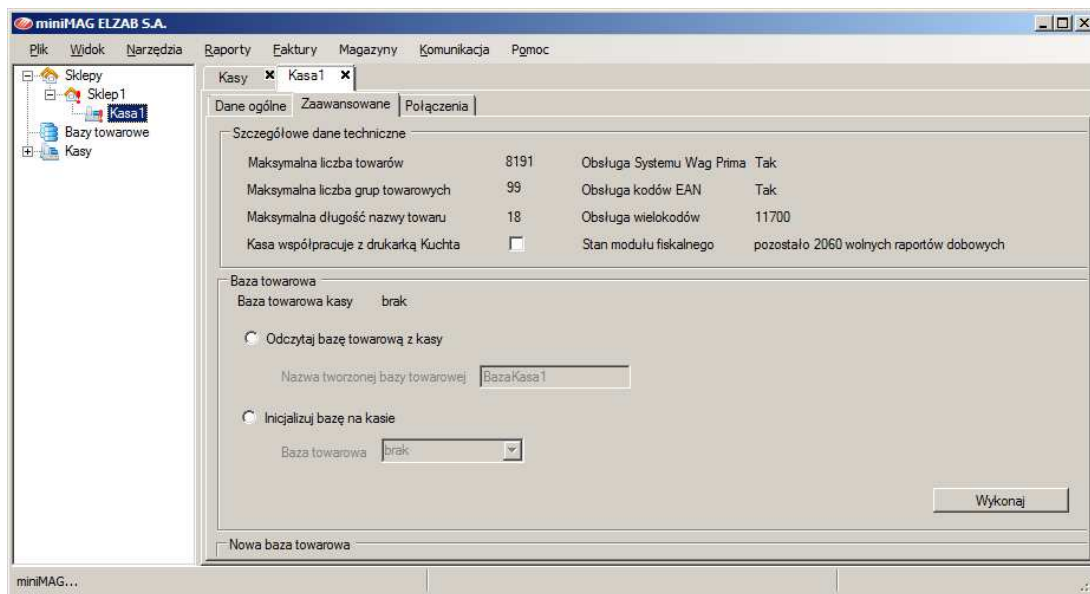 miniMAG ELZAB S.A.
Plik Widok Narzędzia Raporty Faktury Magazyny Komunikacja Pomoc
Sklepy
Sklep1
Kasa1
Bazy towarowe
Kasy
Kasy Kasa1
Dane ogólne Zaawansowane Połączenia
Szczegółowe dane techniczne
Maksymalna liczba towarów 8191 Obsługa Systemu Wag Prima Tak
Maksymalna liczba grup towarowych 99 Obsługa kodów EAN Tak
Maksymalna długość nazwy towaru 18 Obsługa wielokodów 11700
Kasa współpracuje z drukarką Kuchta Stan modułu fiskalnego pozostało 2060 wolnych raportów dobowych
Baza towarowa
Baza towarowa kasy brak
Odczytaj bazę towarową z kasy
Nazwa tworzonej bazy towarowej BazaKasa1
Inicjalizuj bazę na kasie
Baza towarowa brak
Wykonaj
Nowa baza towarowa
miniMAG...